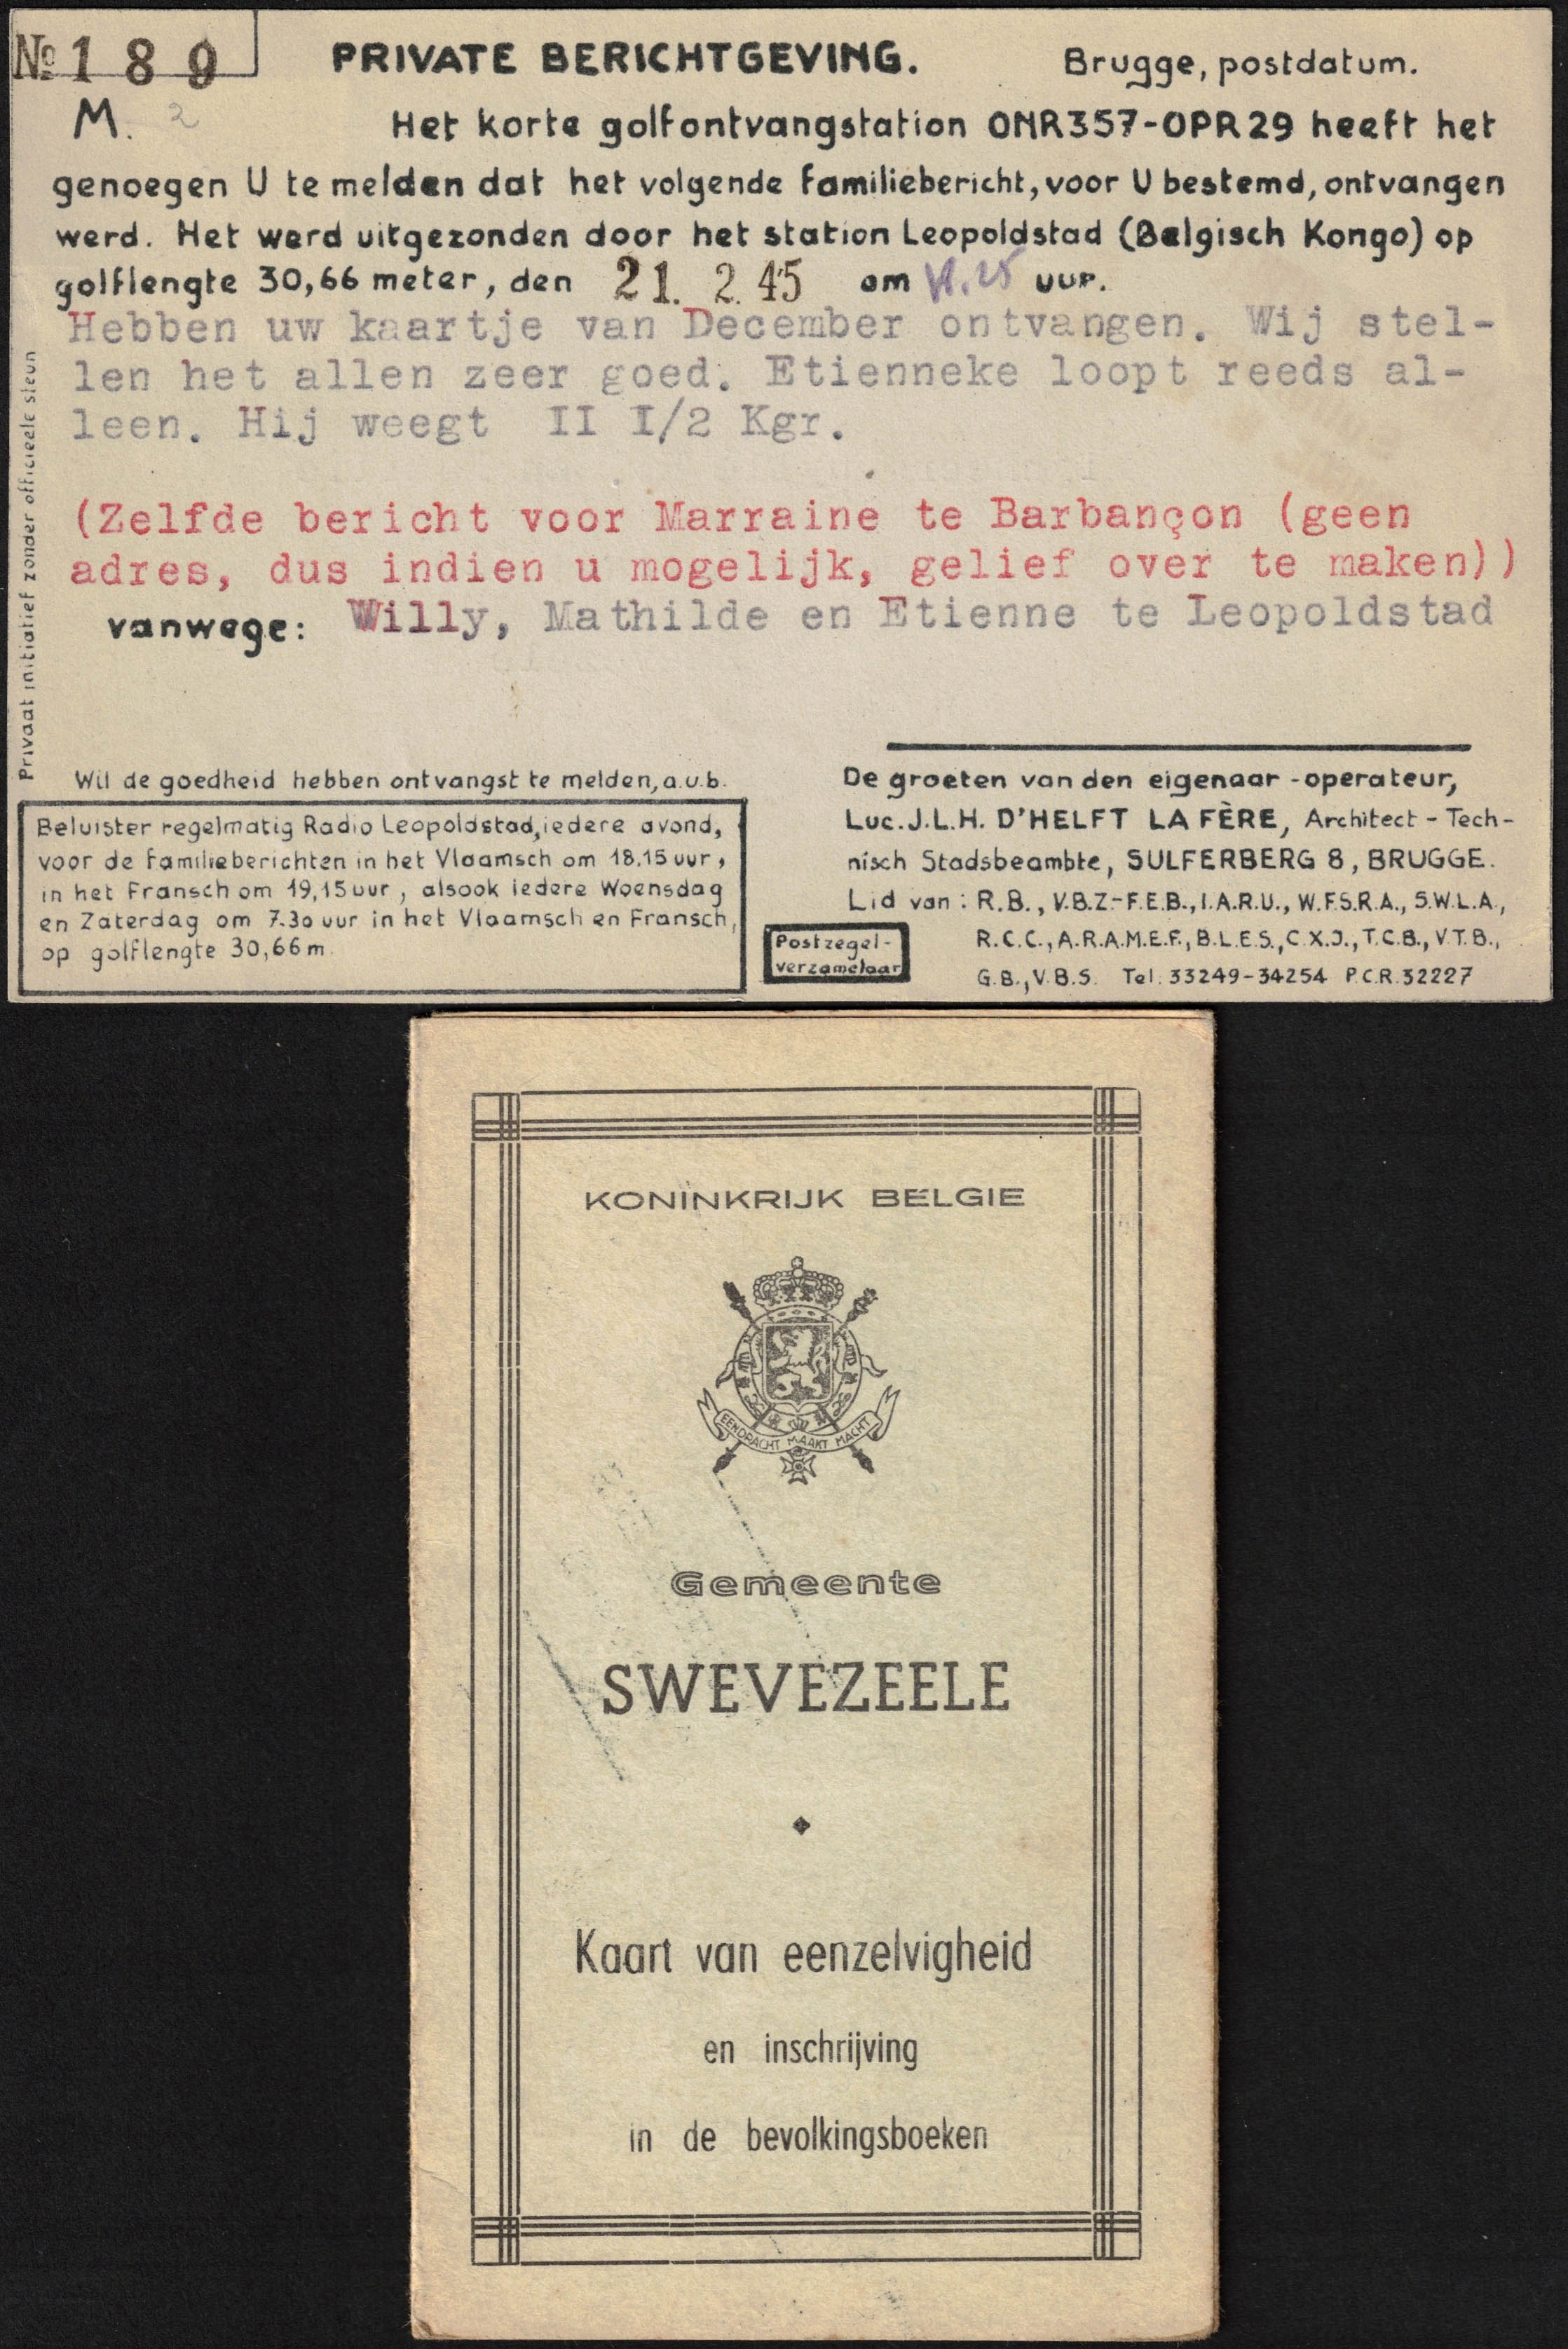 No 189
PRIVATE BERICHTGEVING.
Brugge, postdatum.
M. 2
Het korte golfontvangstation ONR357-OPR29 heeft het
genoegen U te melden dat het volgende familiebericht, voor U bestemd, ontvangen
werd. Het werd uitgezonden door het station Leopoldstad (Belgisch Kongo) op
golflengte 30,66 meter, den 21. 2. 45 om uur.
Hebben uw kaartje van December ontvangen. Wij stel-
len het allen zeer goed. Etienneke loopt reeds al-
leen. Hij weegt II I/2 Kgr.
(Zelfde bericht voor Marraine te Barbançon (geen
adres, dus indien u mogelijk, gelief over te maken))
vanwege: Willy, Mathilde en Etienne te Leopoldstad
Privaat initiatief zonder officieele steun
Wil de goedheid hebben ontvangst te melden, a.u.b.
Beluister regelmatig Radio Leopoldstad, iedere avond,
voor de familieberichten in het Vlaamsch om 18.15 uur,
in het Fransch om 19,15 uur, alsook iedere Woensdag
en Zaterdag om 7.30 uur in het Vlaamsch en Fransch,
op golflengte 30,66 m.
Postzegel-
verzamelaar
De groeten van den eigenaar-operateur,
Luc. J.L.H. D'HELFT LA FÈRE, Architect - Tech-
nisch Stadsbeambte, SULFERBERG 8, BRUGGE.
Lid van: R.B., V.B.Z.-F.E.B., I.A.R.U., W.F.S.R.A., S.W.L.A.,
R.C.C., A.R.A.M.E.F., B.L.E.S., C.X.J., T.C.B., V.T.B.,
G.B., V.B.S. Tel. 33249-34254 P.C.R. 32227
KONINKRIJK BELGIE
EENDRACHT MAAKT MACHT
Gemeente
SWEVEZEELE
Kaart van eenzelvigheid
en inschrijving
in de bevolkingsboeken